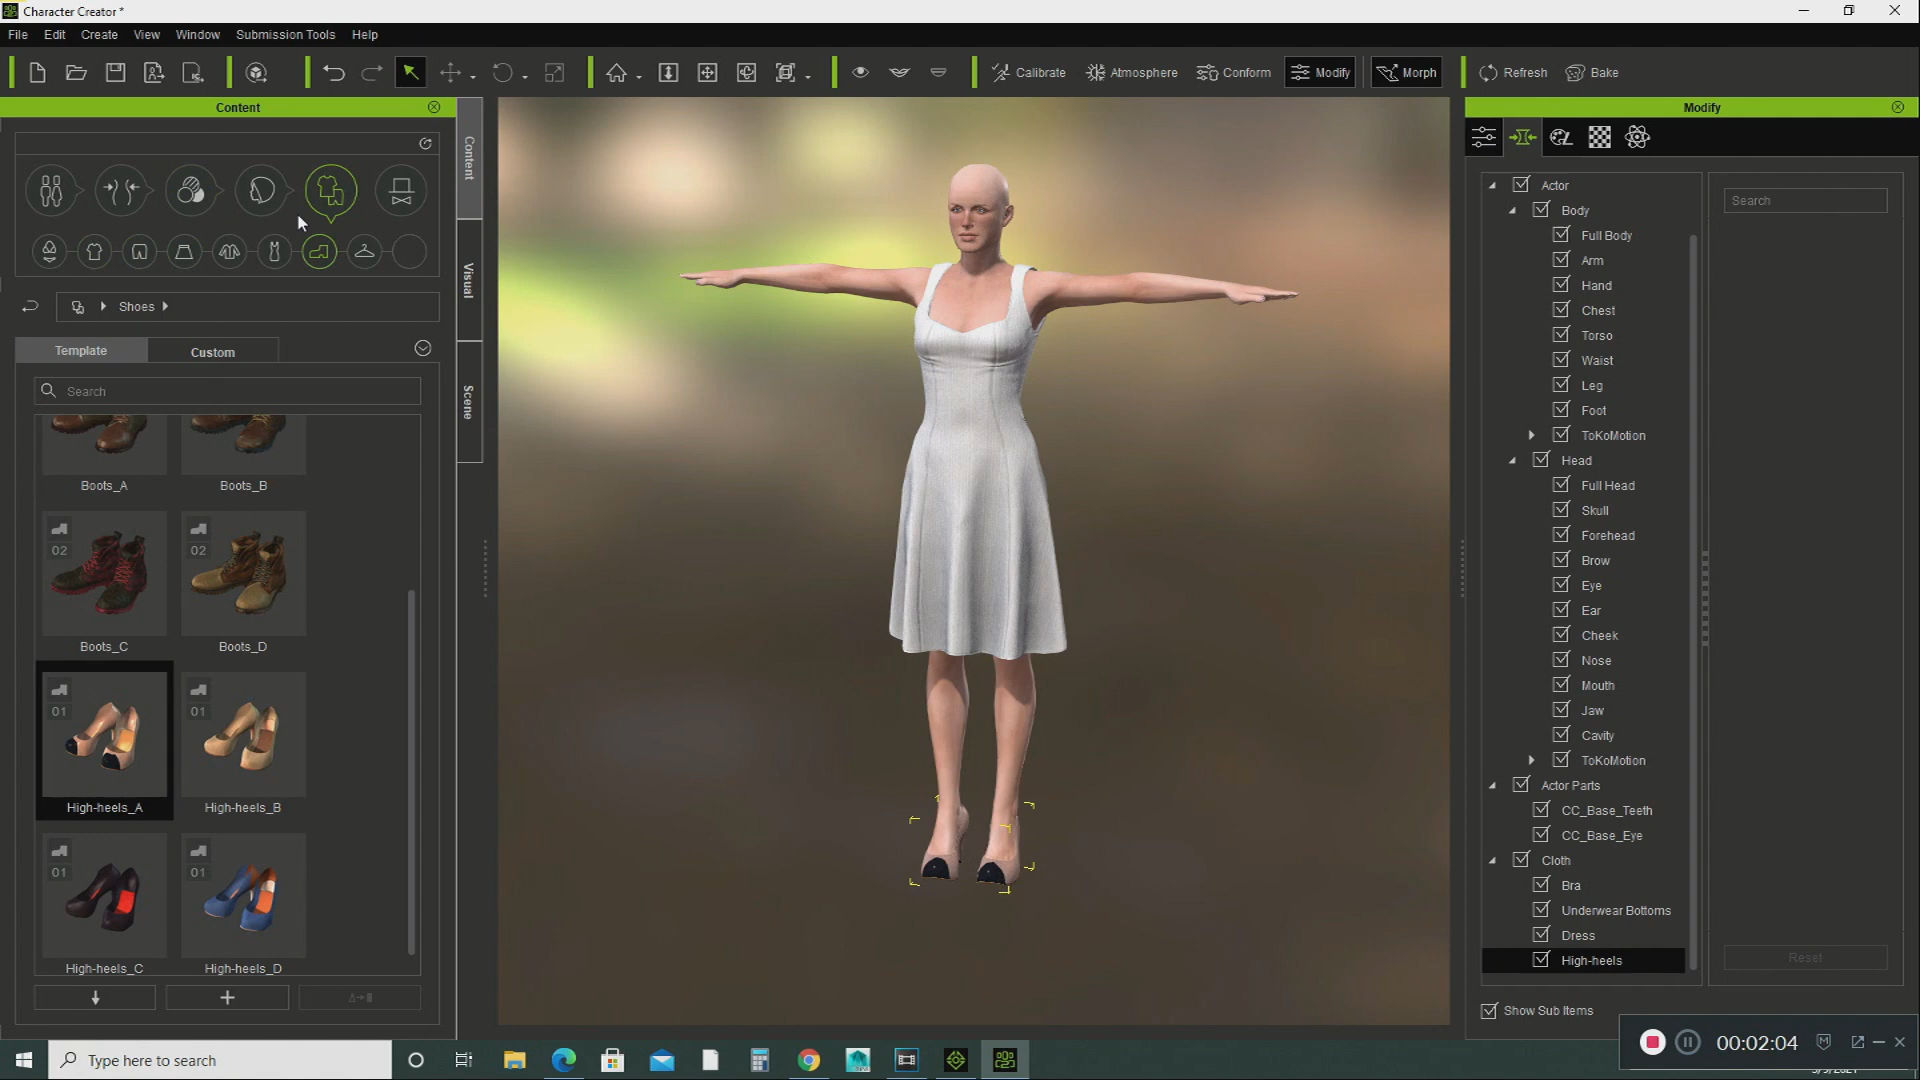 Character Creator *
File Edit Create View Window Submission Tools Help
Calibrate Atmosphere Conform Modify Morph Refresh Bake
Content
Modify
Content
Visual
Scene
Shoes
Template Custom
Search
Boots_A Boots_B
02 02
Boots_C Boots_D
01 01
High-heels_A High-heels_B
01 01
High-heels_C High-heels_D
Search
Actor
Body
Full Body
Arm
Hand
Chest
Torso
Waist
Leg
Foot
ToKoMotion
Head
Full Head
Skull
Forehead
Brow
Eye
Ear
Cheek
Nose
Mouth
Jaw
Cavity
ToKoMotion
Actor Parts
CC_Base_Teeth
CC_Base_Eye
Cloth
Bra
Underwear Bottoms
Dress
High-heels
Reset
Show Sub Items
Type here to search
00:02:04